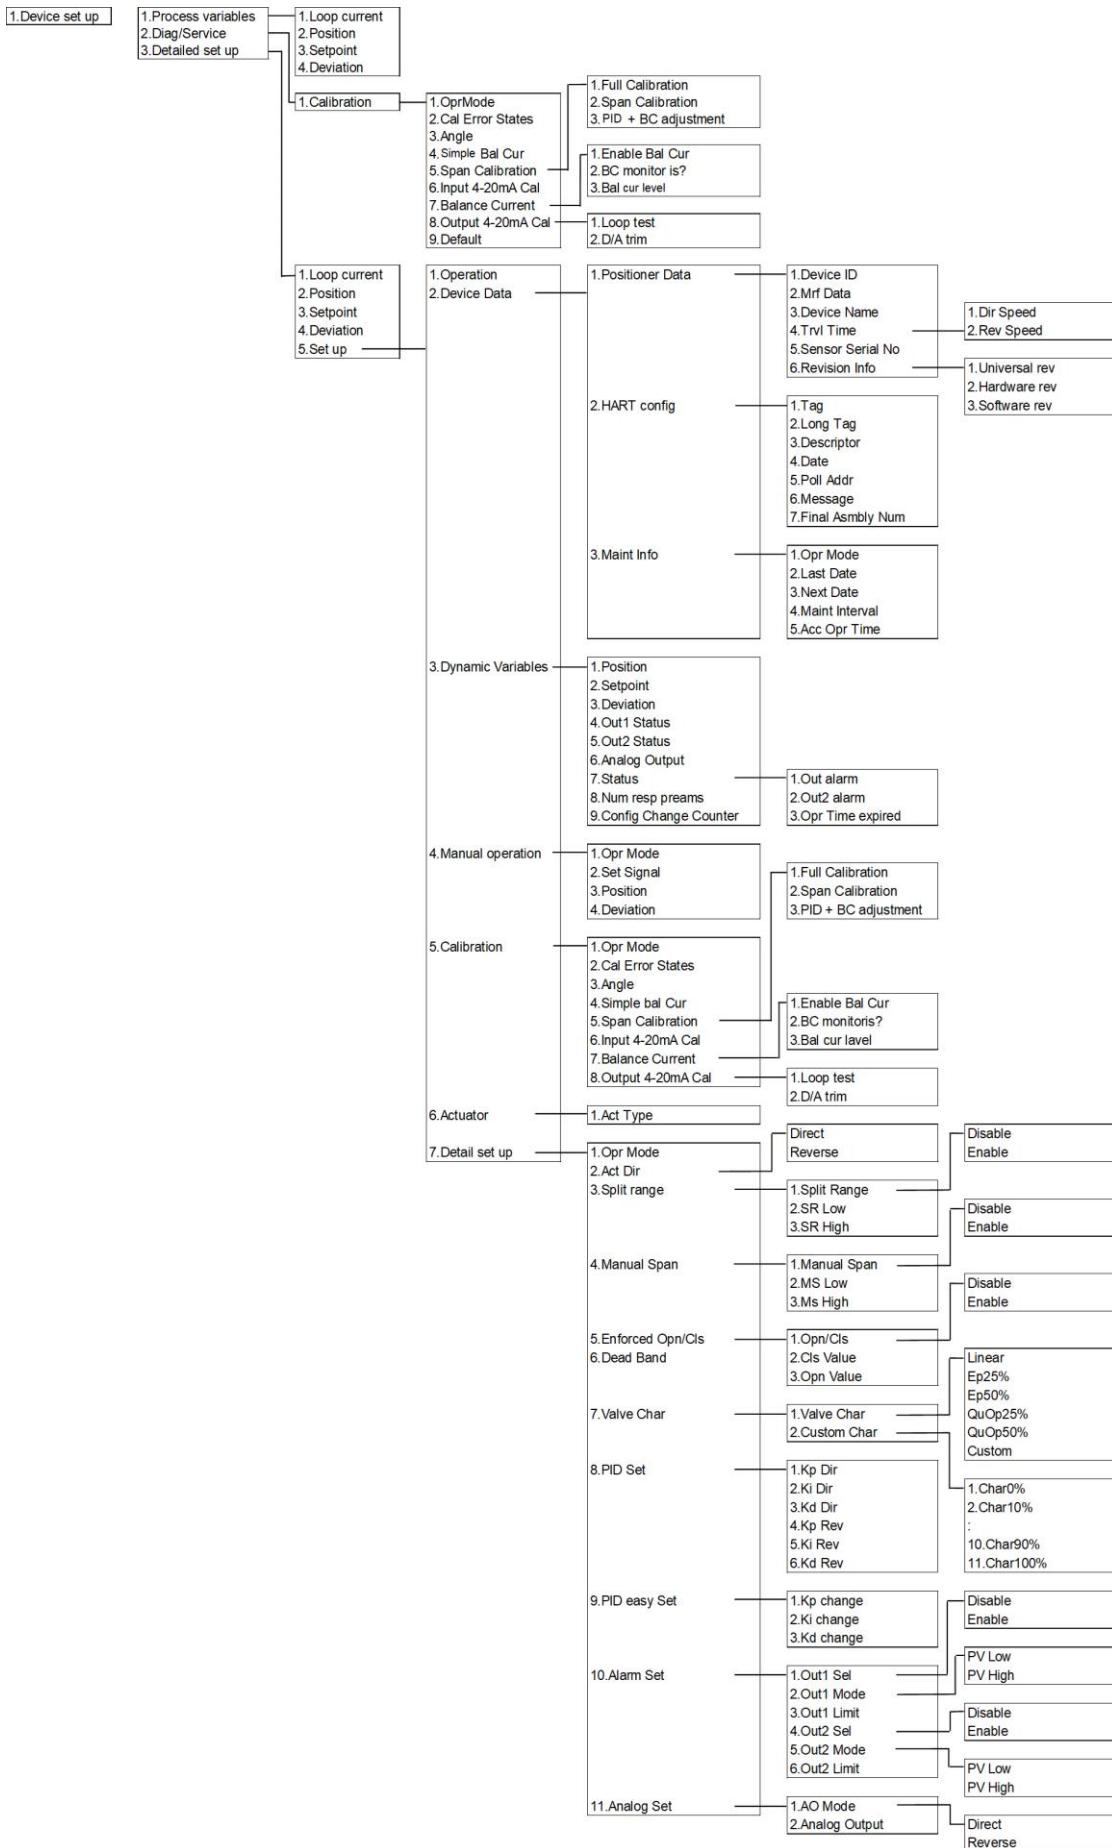 1.Device set up
1.Process variables
2.Diag/Service
3.Detailed set up
1.Loop current
2.Position
3.Setpoint
4.Deviation
1.Calibration
1.OprMode
2.Cal Error States
3.Angle
4.Simple Bal Cur
5.Span Calibration
6.Input 4-20mA Cal
7.Balance Current
8.Output 4-20mA Cal
9.Default
1.Full Calibration
2.Span Calibration
3.PID + BC adjustment
1.Enable Bal Cur
2.BC monitor is?
3.Bal cur level
1.Loop test
2.D/A trim
1.Loop current
2.Position
3.Setpoint
4.Deviation
5.Set up
1.Operation
2.Device Data
1.Positioner Data
1.Device ID
2.Mrf Data
3.Device Name
4.Trvl Time
5.Sensor Serial No
6.Revision Info
1.Dir Speed
2.Rev Speed
1.Universal rev
2.Hardware rev
3.Software rev
2.HART config
1.Tag
2.Long Tag
3.Descriptor
4.Date
5.Poll Addr
6.Message
7.Final Asmbly Num
3.Maint Info
1.Opr Mode
2.Last Date
3.Next Date
4.Maint Interval
5.Acc Opr Time
3.Dynamic Variables
1.Position
2.Setpoint
3.Deviation
4.Out1 Status
5.Out2 Status
6.Analog Output
7.Status
8.Num resp preams
9.Config Change Counter
1.Out alarm
2.Out2 alarm
3.Opr Time expired
4.Manual operation
1.Opr Mode
2.Set Signal
3.Position
4.Deviation
5.Calibration
1.Opr Mode
2.Cal Error States
3.Angle
4.Simple bal Cur
5.Span Calibration
6.Input 4-20mA Cal
7.Balance Current
8.Output 4-20mA Cal
1.Full Calibration
2.Span Calibration
3.PID + BC adjustment
1.Enable Bal Cur
2.BC monitoris?
3.Bal cur lavel
1.Loop test
2.D/A trim
6.Actuator
1.Act Type
7.Detail set up
1.Opr Mode
2.Act Dir
Direct
Reverse
3.Split range
1.Split Range
2.SR Low
3.SR High
Disable
Enable
4.Manual Span
1.Manual Span
2.MS Low
3.Ms High
Disable
Enable
5.Enforced Opn/Cls
1.Opn/Cls
2.Cls Value
3.Opn Value
Disable
Enable
6.Dead Band
7.Valve Char
1.Valve Char
2.Custom Char
Linear
Ep25%
Ep50%
QuOp25%
QuOp50%
Custom
1.Char0%
2.Char10%
:
10.Char90%
11.Char100%
8.PID Set
1.Kp Dir
2.Ki Dir
3.Kd Dir
4.Kp Rev
5.Ki Rev
6.Kd Rev
9.PID easy Set
1.Kp change
2.Ki change
3.Kd change
10.Alarm Set
1.Out1 Sel
2.Out1 Mode
3.Out1 Limit
4.Out2 Sel
5.Out2 Mode
6.Out2 Limit
Disable
Enable
PV Low
PV High
Disable
Enable
PV Low
PV High
11.Analog Set
1.AO Mode
2.Analog Output
Direct
Reverse